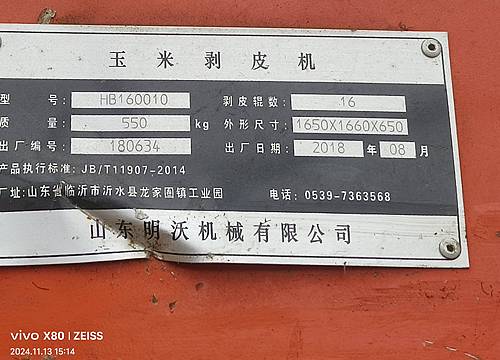 玉米剥皮机
型 号: HB160010 剥皮辊数: 16
质 量: 550 kg 外形尺寸: 1650X1660X650
出厂编号: 180634 出厂日期: 2018 年 08 月
产品执行标准: JB/T11907-2014
厂址:山东省临沂市沂水县龙家圈镇工业园 电话: 0539-7363568
山东明沃机械有限公司
vivo X80 | ZEISS
2024.11.13 15:14